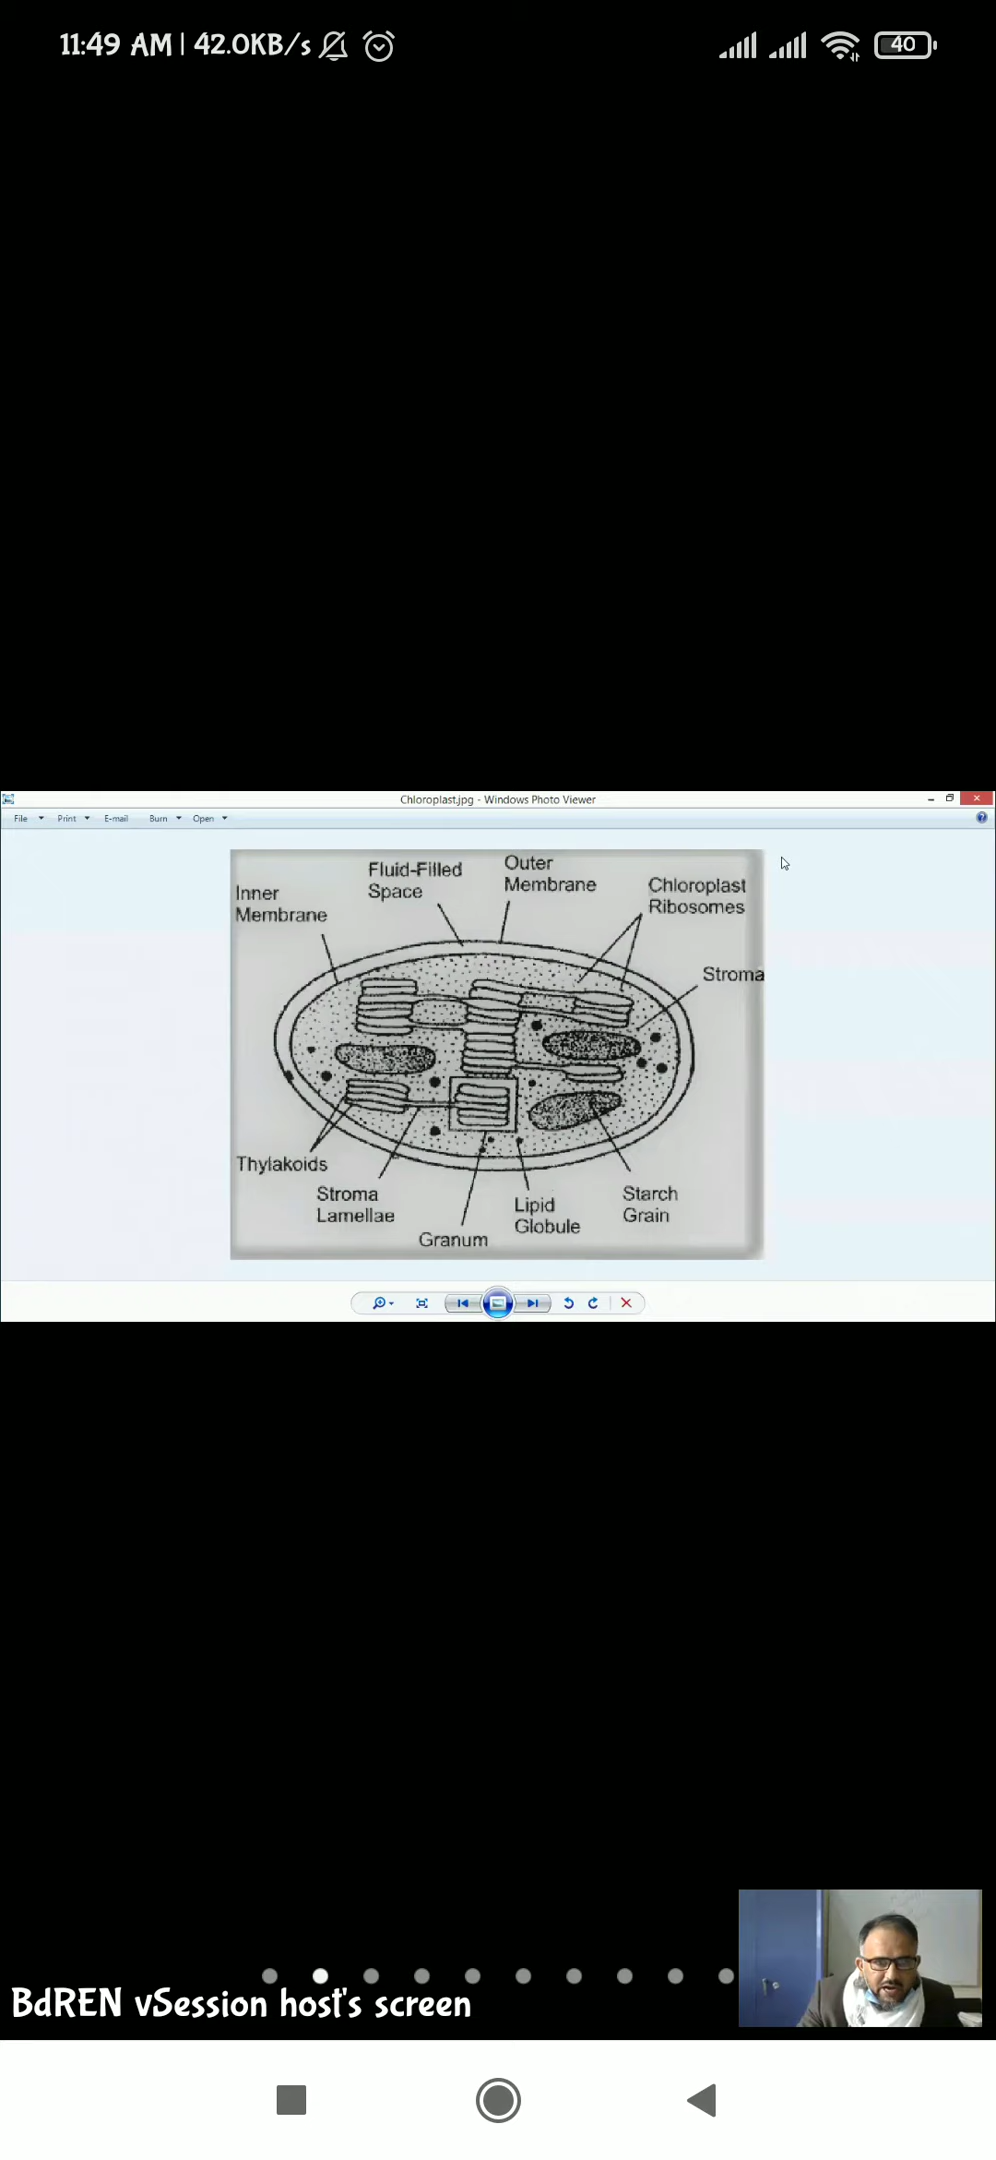 11:49 AM | 42.0KB/s
40
Chloroplast.jpg - Windows Photo Viewer
File Print E-mail Burn Open
Fluid-Filled
Space
Outer
Membrane
Inner
Membrane
Chloroplast
Ribosomes
Stroma
Thylakoids
Stroma
Lamellae
Granum
Lipid
Globule
Starch
Grain
BdREN vSession host's screen